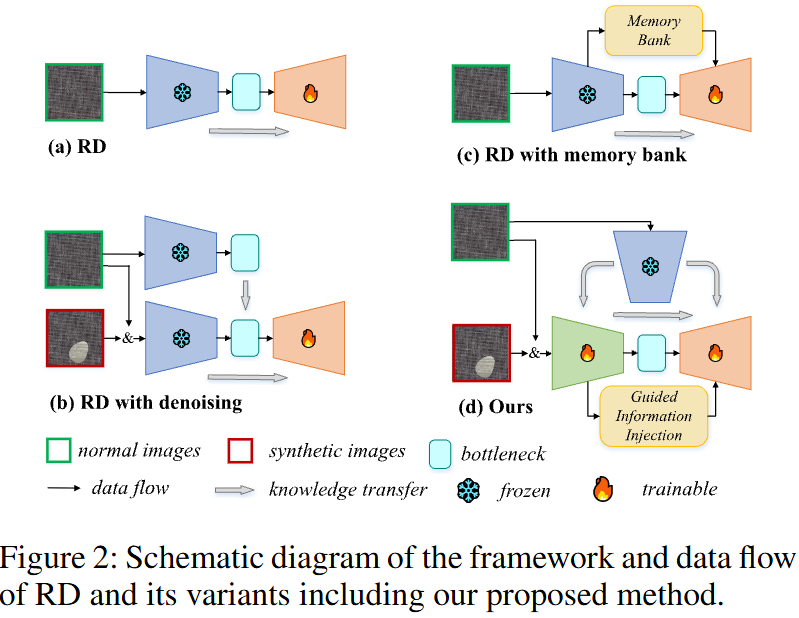 Memory
Bank
(a) RD
(c) RD with memory bank
&
(b) RD with denoising
&
Guided
Information
Injection
(d) Ours
normal images
synthetic images
bottleneck
data flow
knowledge transfer
frozen
trainable
Figure 2: Schematic diagram of the framework and data flow
of RD and its variants including our proposed method.